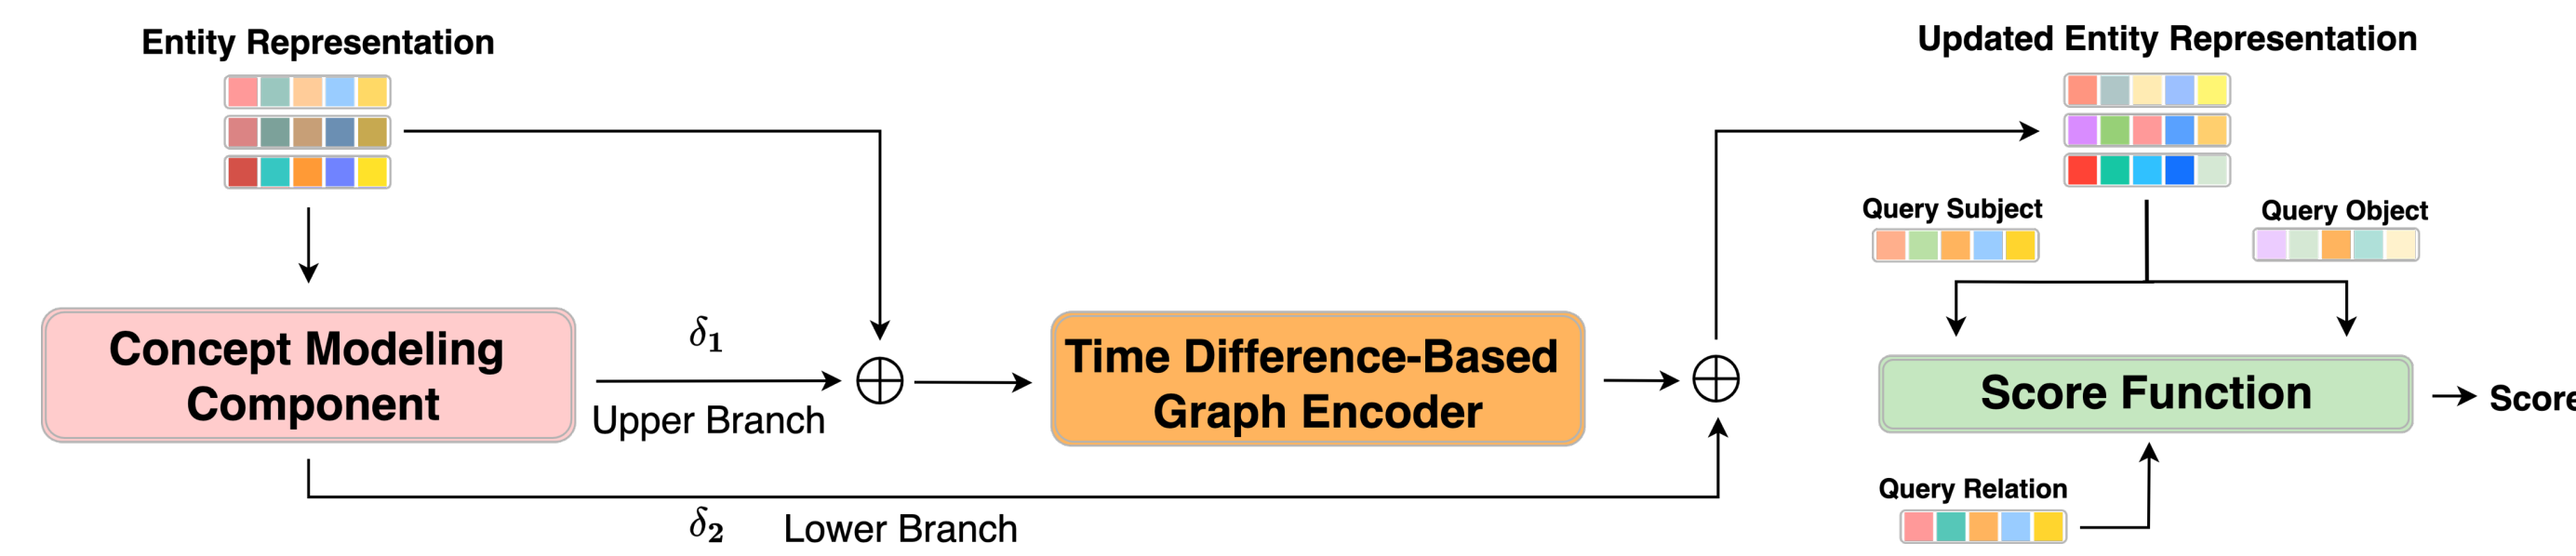 Entity Representation
Updated Entity Representation
Query Subject
Query Object
Concept Modeling
Component
δ1
Upper Branch
Time Difference-Based
Graph Encoder
Score Function
Score
δ2 Lower Branch
Query Relation